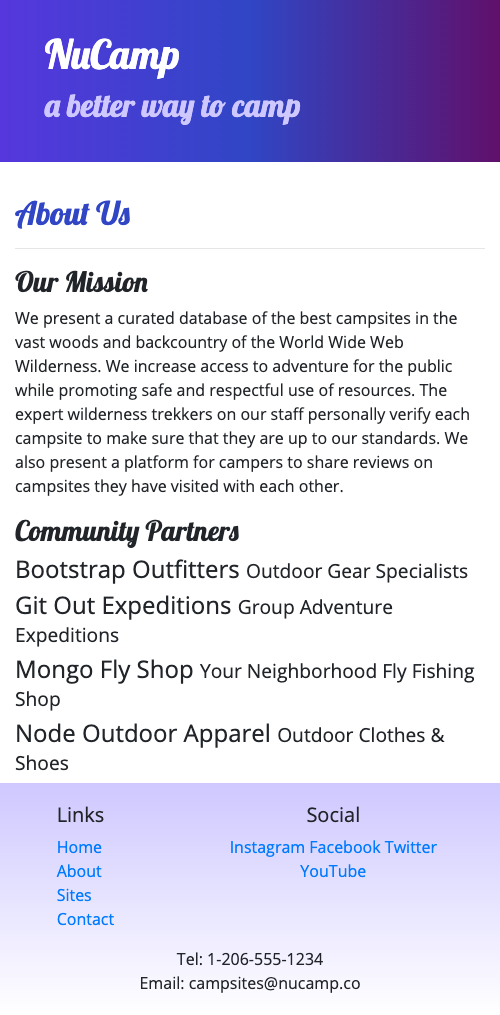 NuCamp
a better way to camp
About Us
Our Mission
We present a curated database of the best campsites in the
vast woods and backcountry of the World Wide Web
Wilderness. We increase access to adventure for the public
while promoting safe and respectful use of resources. The
expert wilderness trekkers on our staff personally verify each
campsite to make sure that they are up to our standards. We
also present a platform for campers to share reviews on
campsites they have visited with each other.
Community Partners
Bootstrap Outfitters Outdoor Gear Specialists
Git Out Expeditions Group Adventure
Expeditions
Mongo Fly Shop Your Neighborhood Fly Fishing
Shop
Node Outdoor Apparel Outdoor Clothes &
Shoes
Links
Home
About
Sites
Contact
Social
Instagram Facebook Twitter
YouTube
Tel: 1-206-555-1234
Email: campsites@nucamp.co